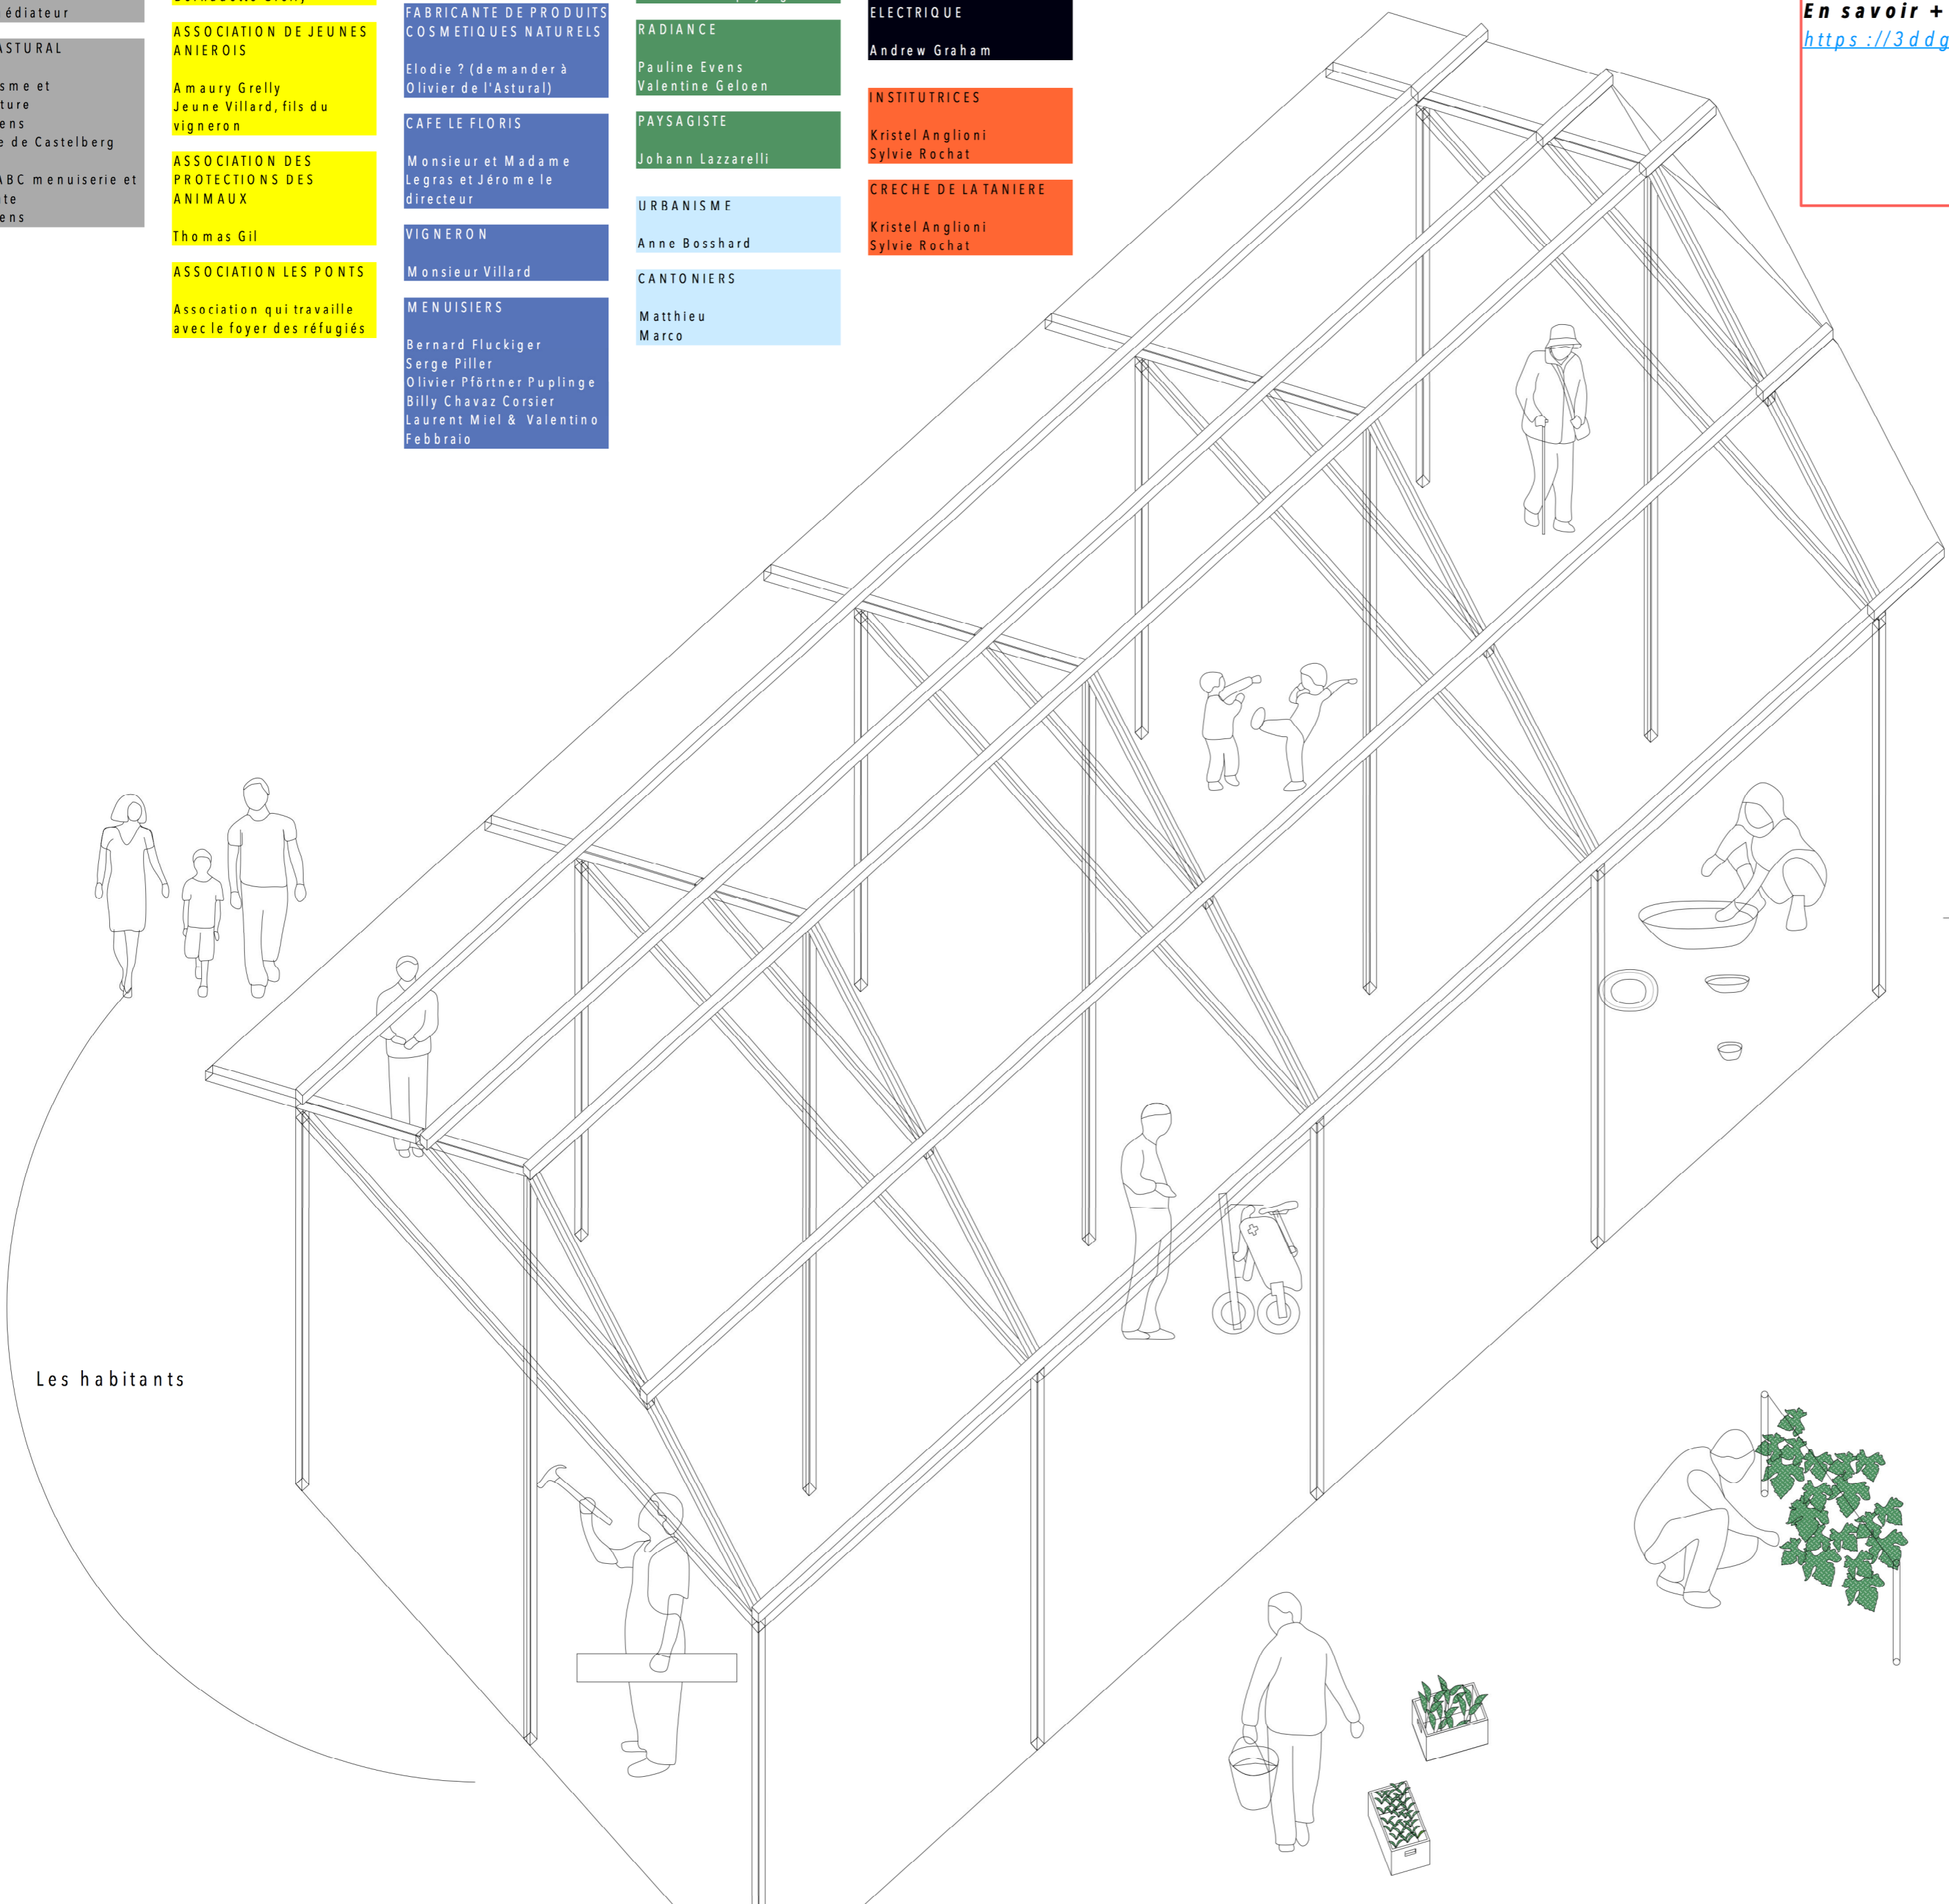 édiateur
ASTURAL
sme et
ture
ens
e de Castelberg
ABC menuiserie et
ens
ASSOCIATION DE JEUNES
ANIEROIS
Amaury Grelly
Jeune Villard, fils du
vigneron
ASSOCIATION DES
PROTECTIONS DES
ANIMAUX
Thomas Gil
ASSOCIATION LES PONTS
Association qui travaille
avec le foyer des réfugiés
FABRICANTE DE PRODUITS
COSMETIQUES NATURELS
Elodie ? (demander à
Olivier de l'Astural)
CAFE LE FLORIS
Monsieur et Madame
Legras et Jérome le
directeur
VIGNERON
Monsieur Villard
MENUISIERS
Bernard Fluckiger
Serge Piller
Olivier Pförtner Puplinge
Billy Chavaz Corsier
Laurent Miel & Valentino
Febbraio
RADIANCE
Pauline Evens
Valentine Geloen
PAYSAGISTE
Johann Lazzarelli
URBANISME
Anne Bosshard
CANTONIERS
Matthieu
Marco
ELECTRIQUE
Andrew Graham
INSTITUTRICES
Kristel Anglioni
Sylvie Rochat
CRECHE DE LA TANIERE
Kristel Anglioni
Sylvie Rochat
En savoir +
https://3ddg
Les habitants